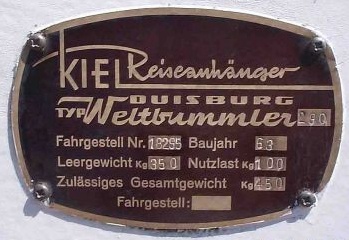 KIEL Reiseanhänger
DUISBURG
TYP Weltbummler 290
Fahrgestell Nr. 18295 Baujahr 63
Leergewicht Kg 350 Nutzlast Kg 100
Zulässiges Gesamtgewicht Kg 450
Fahrgestell: